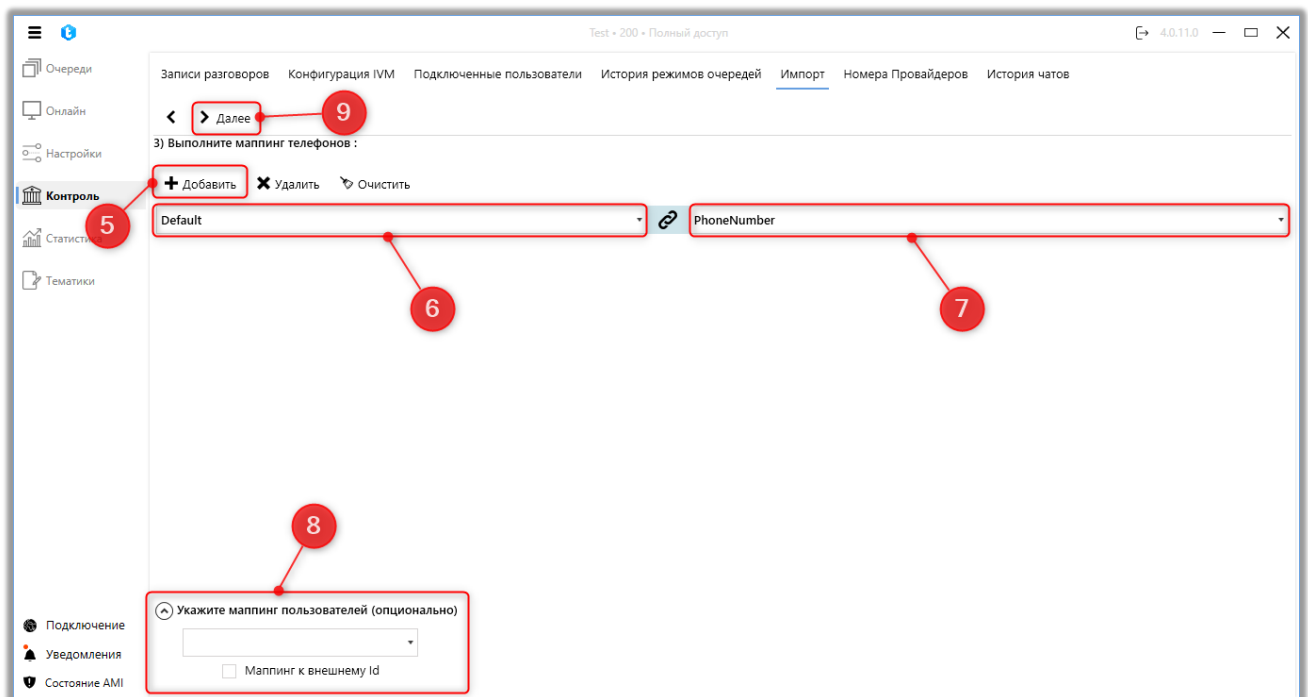 Test • 200 • Полный доступ
4.0.11.0
Очереди
Онлайн
Настройки
Контроль
Статистика
Тематики
Подключение
Уведомления
Состояние AMI
Записи разговоров Конфигурация IVM Подключенные пользователи История режимов очередей Импорт Номера Провайдеров История чатов
Далее
9
3) Выполните маппинг телефонов :
Добавить Удалить Очистить
5
Default PhoneNumber
6
7
8
Укажите маппинг пользователей (опционально)
Маппинг к внешнему Id